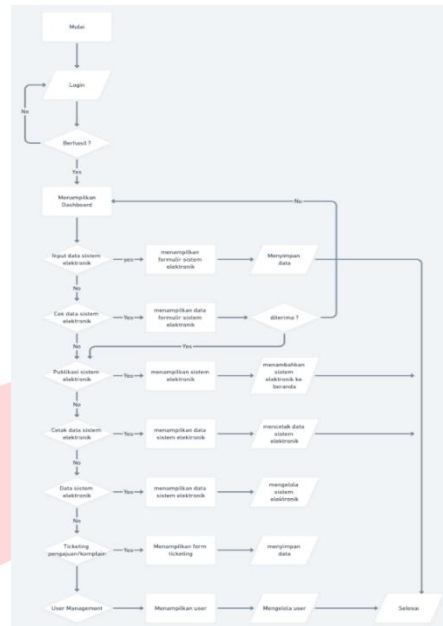 Mulai
Login
No
Berhasil ?
Yes
Menampilkan
Dashboard
No
Input data sistem
elektronik
yes
menampilkan
formulir sistem
elektronik
Menyimpan
data
No
Cek data sistem
elektronik
Yes
menampilkan data
formulir sistem
elektronik
diterima ?
No
Yes
Publikasi sistem
elektronik
Yes
menampilkan sistem
elektronik
menambahkan
sistem
elektronik ke
beranda
No
Cetak data sistem
elektronik
Yes
menampilkan data
sistem elektronik
mencetak data
sistem
elektronik
No
Data sistem
elektronik
Yes
menampilkan data
sistem elektronik
mengelola
sistem
elektronik
No
Ticketing
pengajuan/komplain
Yes
Menampilkan form
ticketing
menyimpan
data
User Management
Menampilkan user
Mengelola user
Selesai